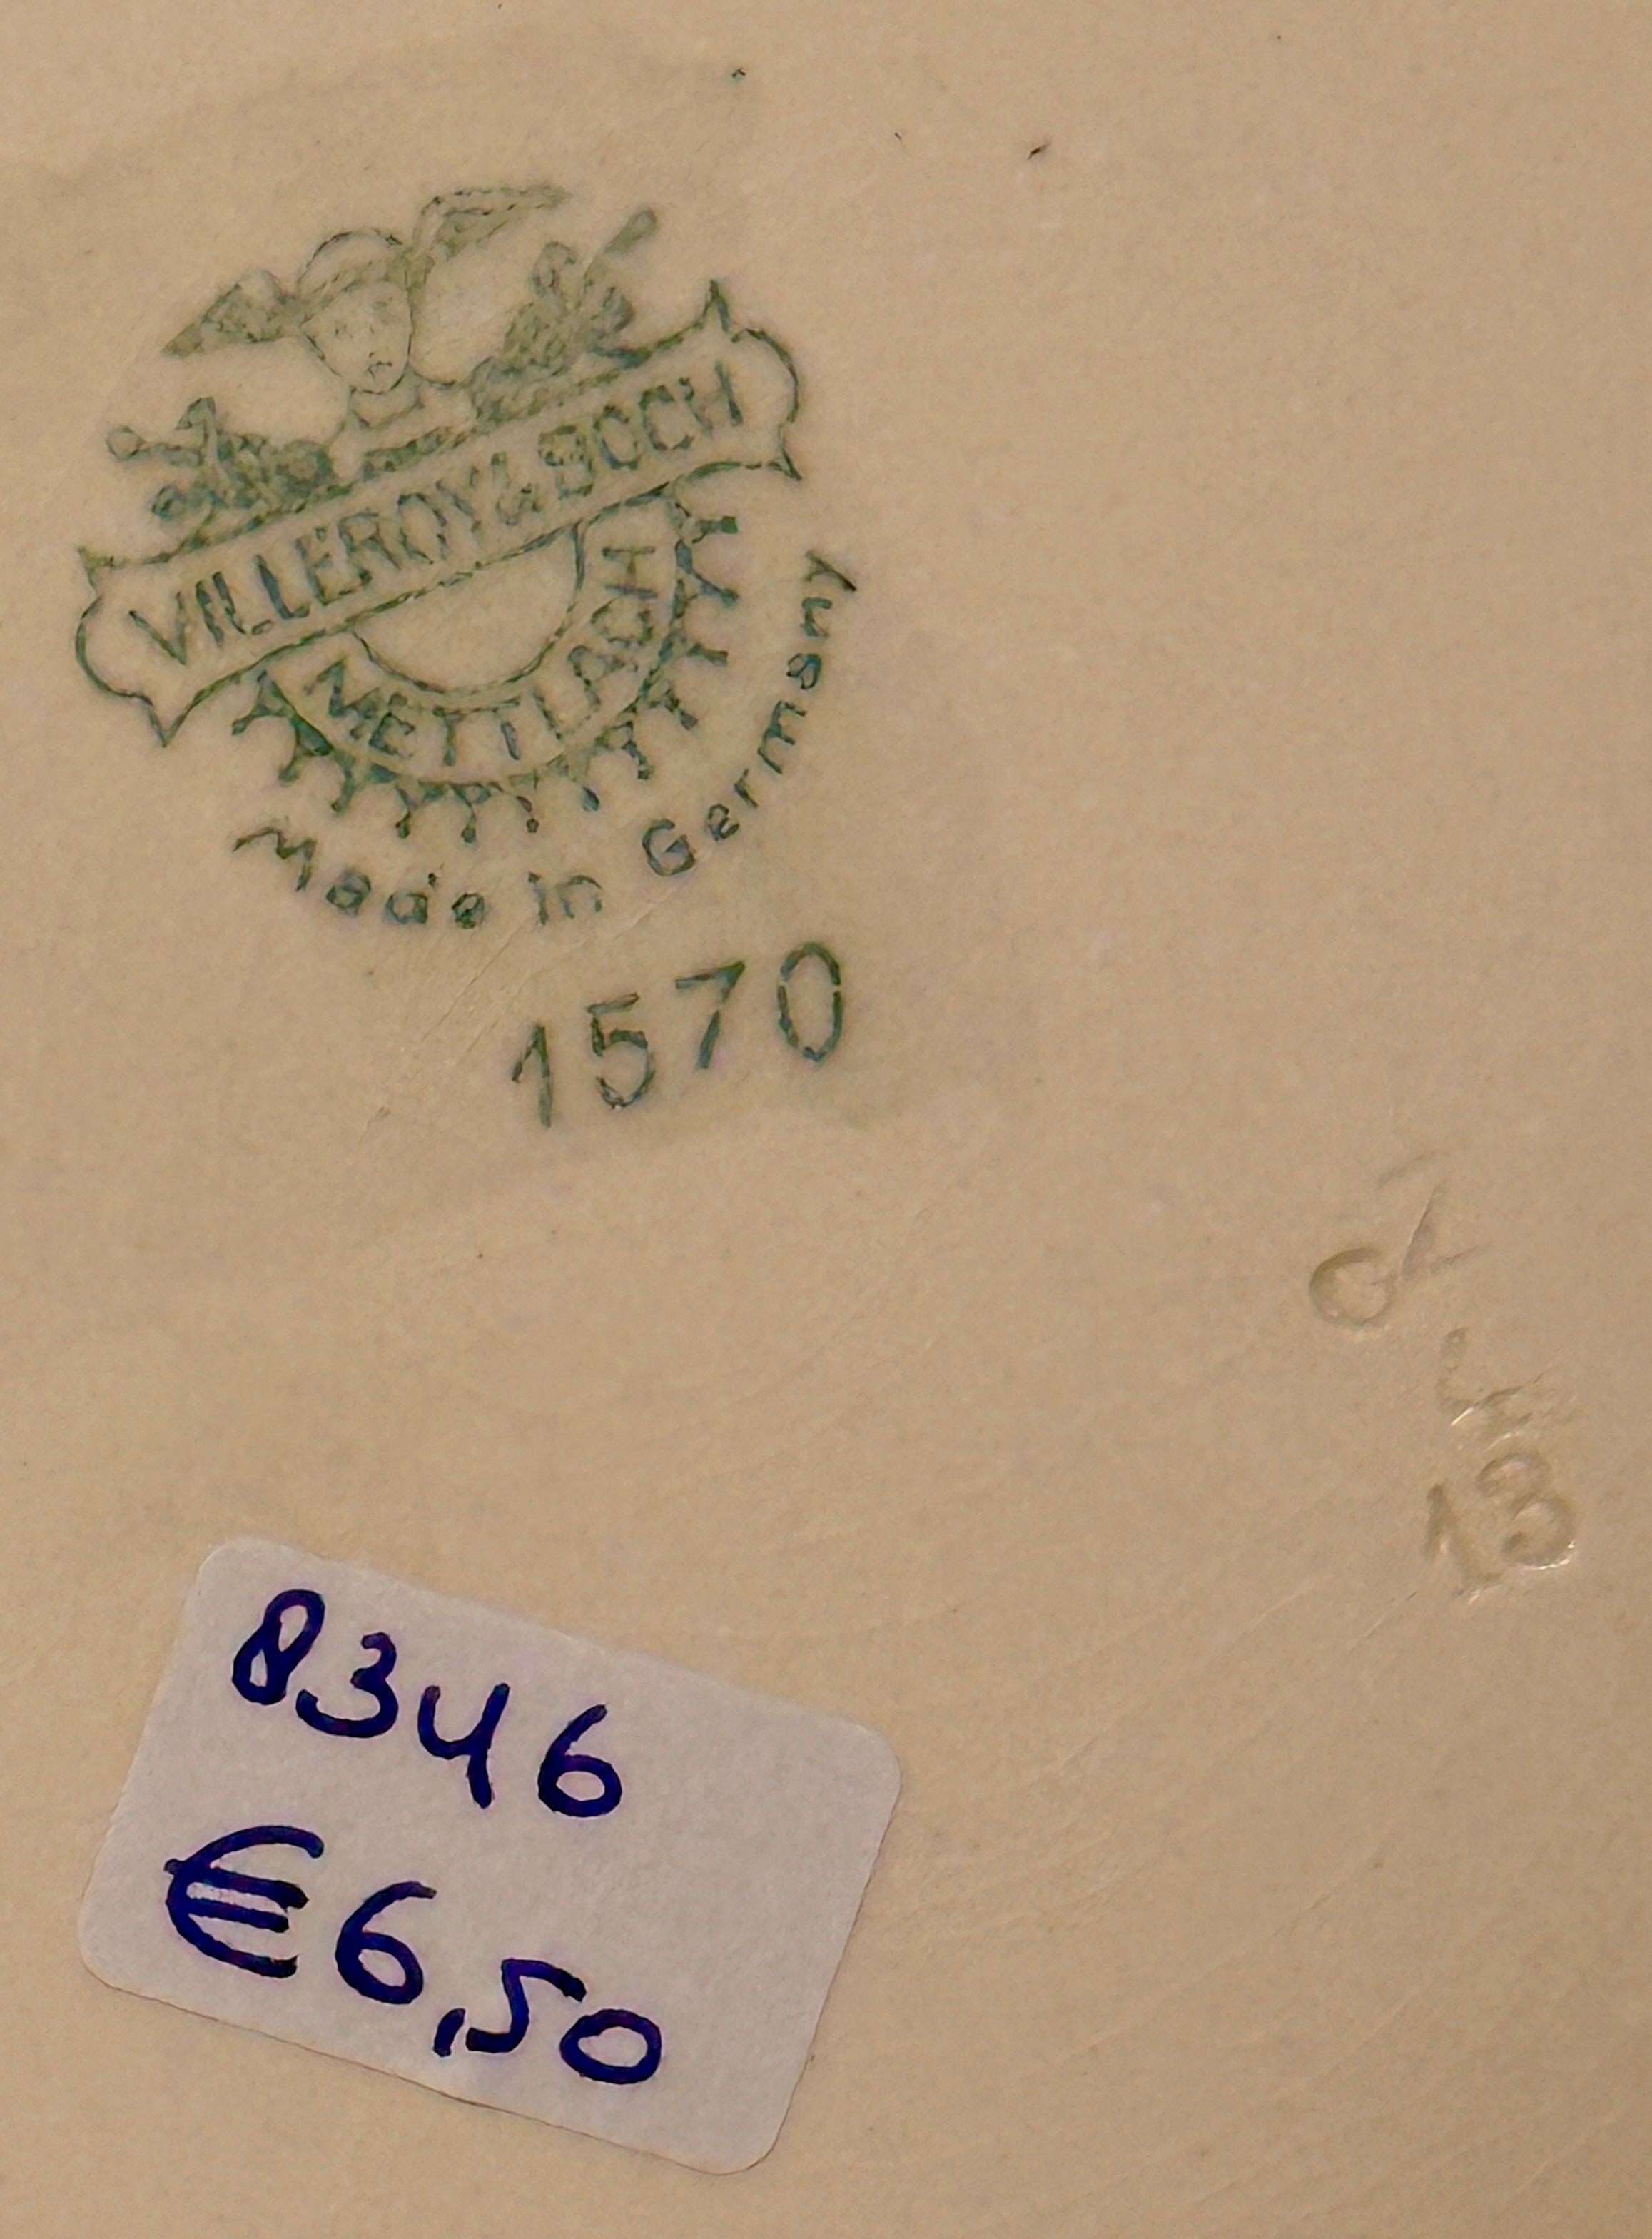 VILLEROY & BOCH
METTLACH
Made in Germany
1570
13
8346
€6,50